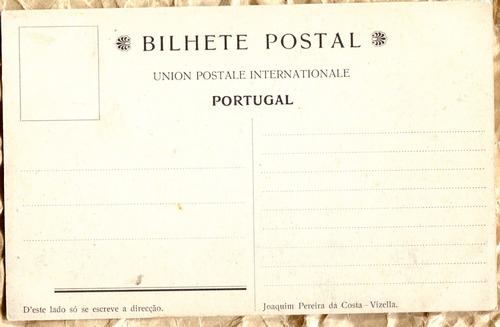 BILHETE POSTAL
UNION POSTALE INTERNATIONALE
PORTUGAL
D'este lado só se escreve a direcção.
Joaquim Pereira da Costa - Vizella.